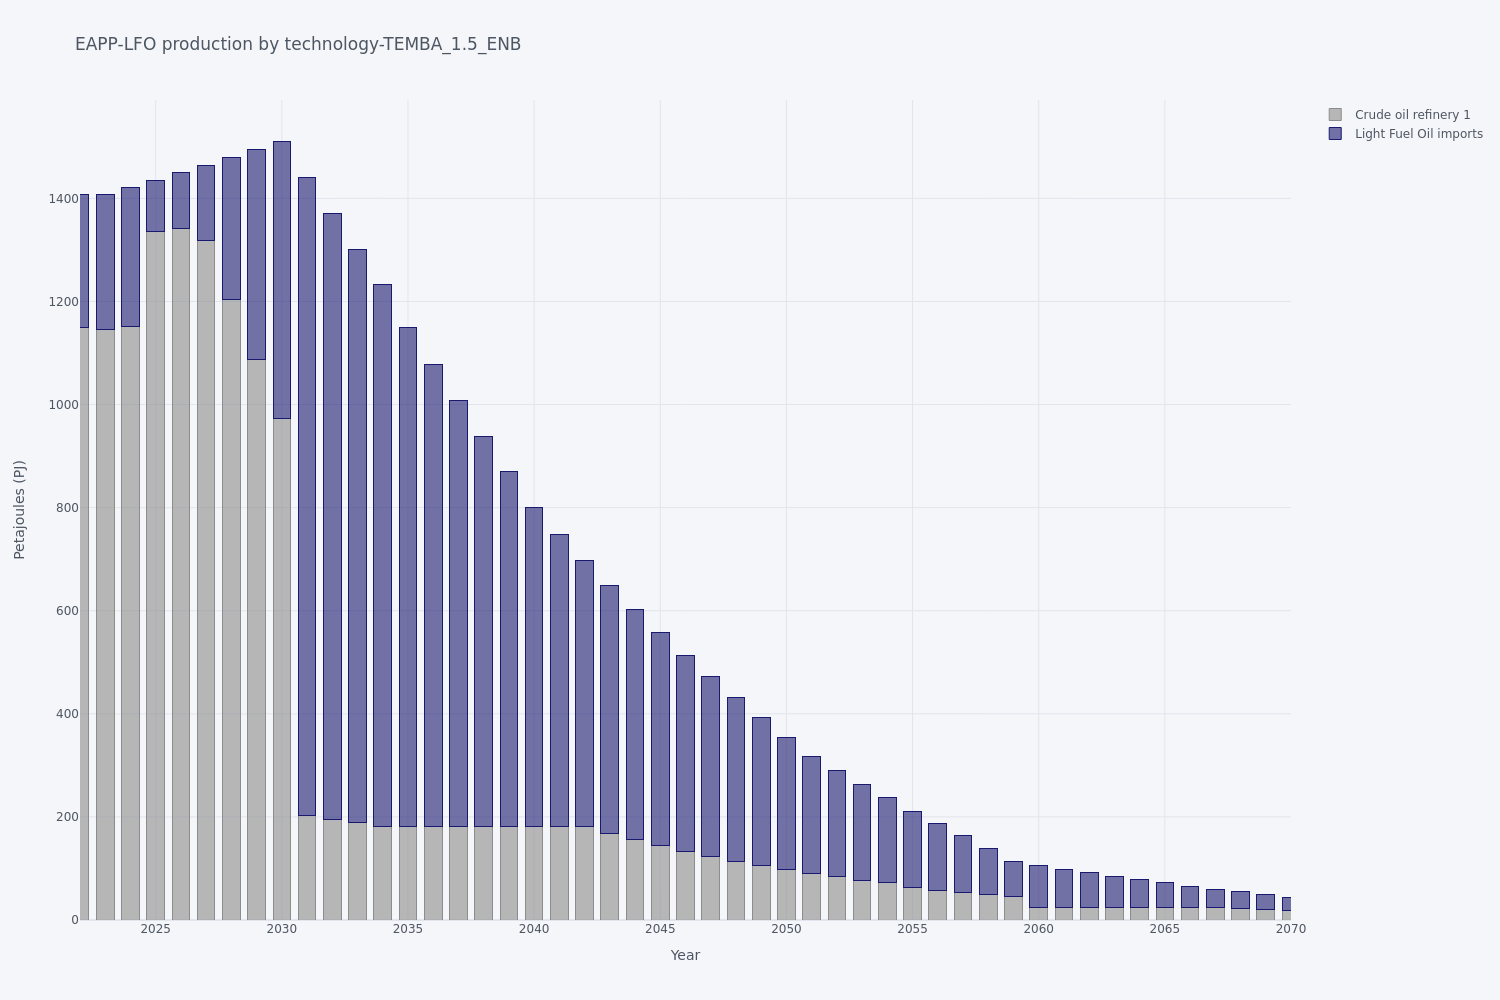 EAPP-LFO production by technology-TEMBA_1.5_ENB
Crude oil refinery 1
Light Fuel Oil imports
1400
1200
1000
800
600
400
200
0
Petajoules (PJ)
2025 2030 2035 2040 2045 2050 2055 2060 2065 2070
Year